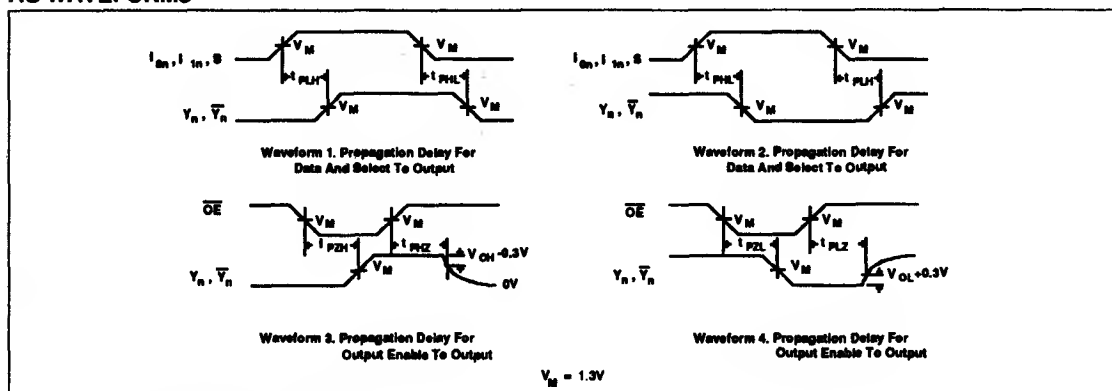 I0n, I1n, S
VM
VM
tPLH
tPHL
Yn, Y̅n
VM
VM
Waveform 1. Propagation Delay For
Data And Select To Output
I0n, I1n, S
VM
VM
tPHL
tPLH
Yn, Y̅n
VM
VM
Waveform 2. Propagation Delay For
Data And Select To Output
O̅E̅
VM
VM
tPZH
tPHZ
VOH-0.3V
Yn, Y̅n
VM
0V
Waveform 3. Propagation Delay For
Output Enable To Output
O̅E̅
VM
VM
tPZL
tPLZ
Yn, Y̅n
VM
VOL+0.3V
Waveform 4. Propagation Delay For
Output Enable To Output
VM = 1.3V